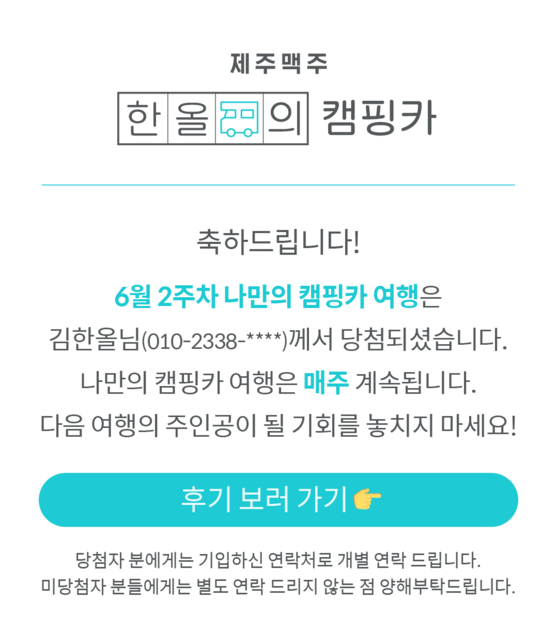 제주맥주
한올의 캠핑카
축하드립니다!
6월 2주차 나만의 캠핑카 여행은
김한올님(010-2338-****)께서 당첨되셨습니다.
나만의 캠핑카 여행은 매주 계속됩니다.
다음 여행의 주인공이 될 기회를 놓치지 마세요!
후기 보러 가기👉
당첨자 분에게는 기입하신 연락처로 개별 연락 드립니다.
미당첨자 분들에게는 별도 연락 드리지 않는 점 양해부탁드립니다.